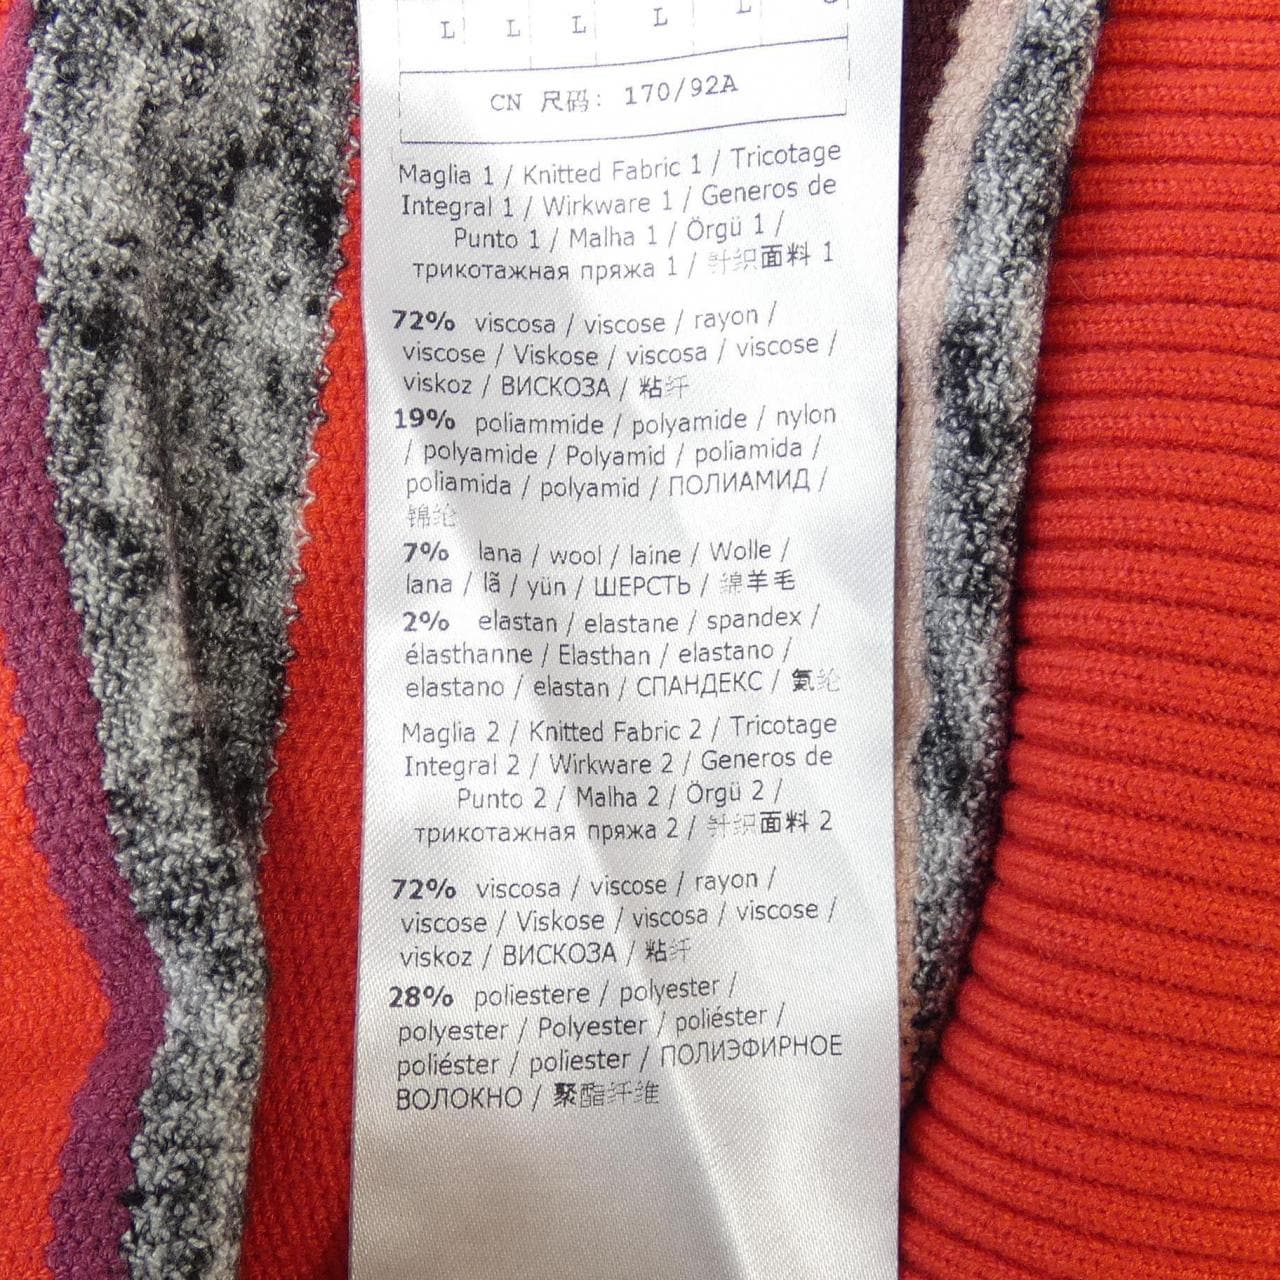 L L L L L
CN 尺码: 170/92A
Maglia 1 / Knitted Fabric 1 / Tricotage
Integral 1 / Wirkware 1 / Generos de
Punto 1 / Malha 1 / Örgü 1 /
трикотажная пряжа 1 / 针织面料 1
72% viscosa / viscose / rayon /
viscose / Viskose / viscosa / viscose /
viskoz / ВИСКОЗА / 粘纤
19% poliammide / polyamide / nylon
/ polyamide / Polyamid / poliamida /
poliamida / polyamid / ПОЛИАМИД /
锦纶
7% lana / wool / laine / Wolle /
lana / lã / yün / ШЕРСТЬ / 绵羊毛
2% elastan / elastane / spandex /
élasthanne / Elasthan / elastano /
elastano / elastan / СПАНДЕКС / 氨纶
Maglia 2 / Knitted Fabric 2 / Tricotage
Integral 2 / Wirkware 2 / Generos de
Punto 2 / Malha 2 / Örgü 2 /
трикотажная пряжа 2 / 针织面料 2
72% viscosa / viscose / rayon /
viscose / Viskose / viscosa / viscose /
viskoz / ВИСКОЗА / 粘纤
28% poliestere / polyester /
polyester / Polyester / poliéster /
poliéster / poliester / ПОЛИЭФИРНОЕ
ВОЛОКНО / 聚酯纤维